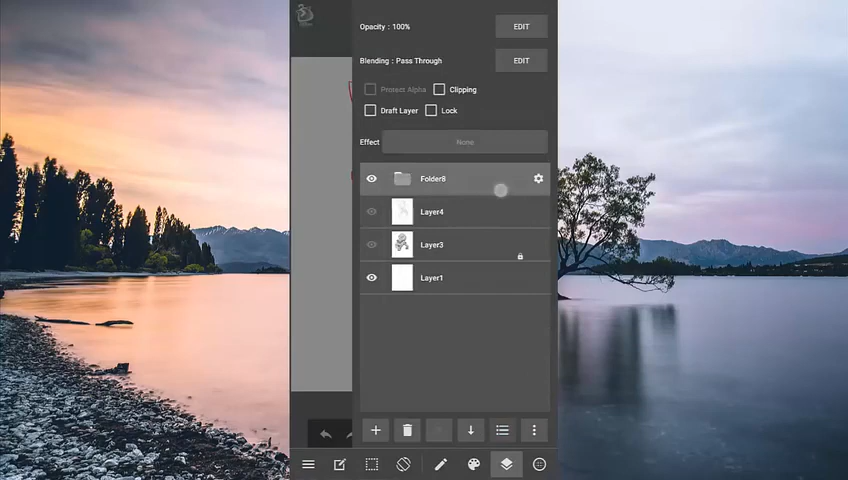 Opacity : 100%
EDIT
Blending : Pass Through
EDIT
Protect Alpha
Clipping
Draft Layer
Lock
Effect
None
Folder8
Layer4
Layer3
Layer1